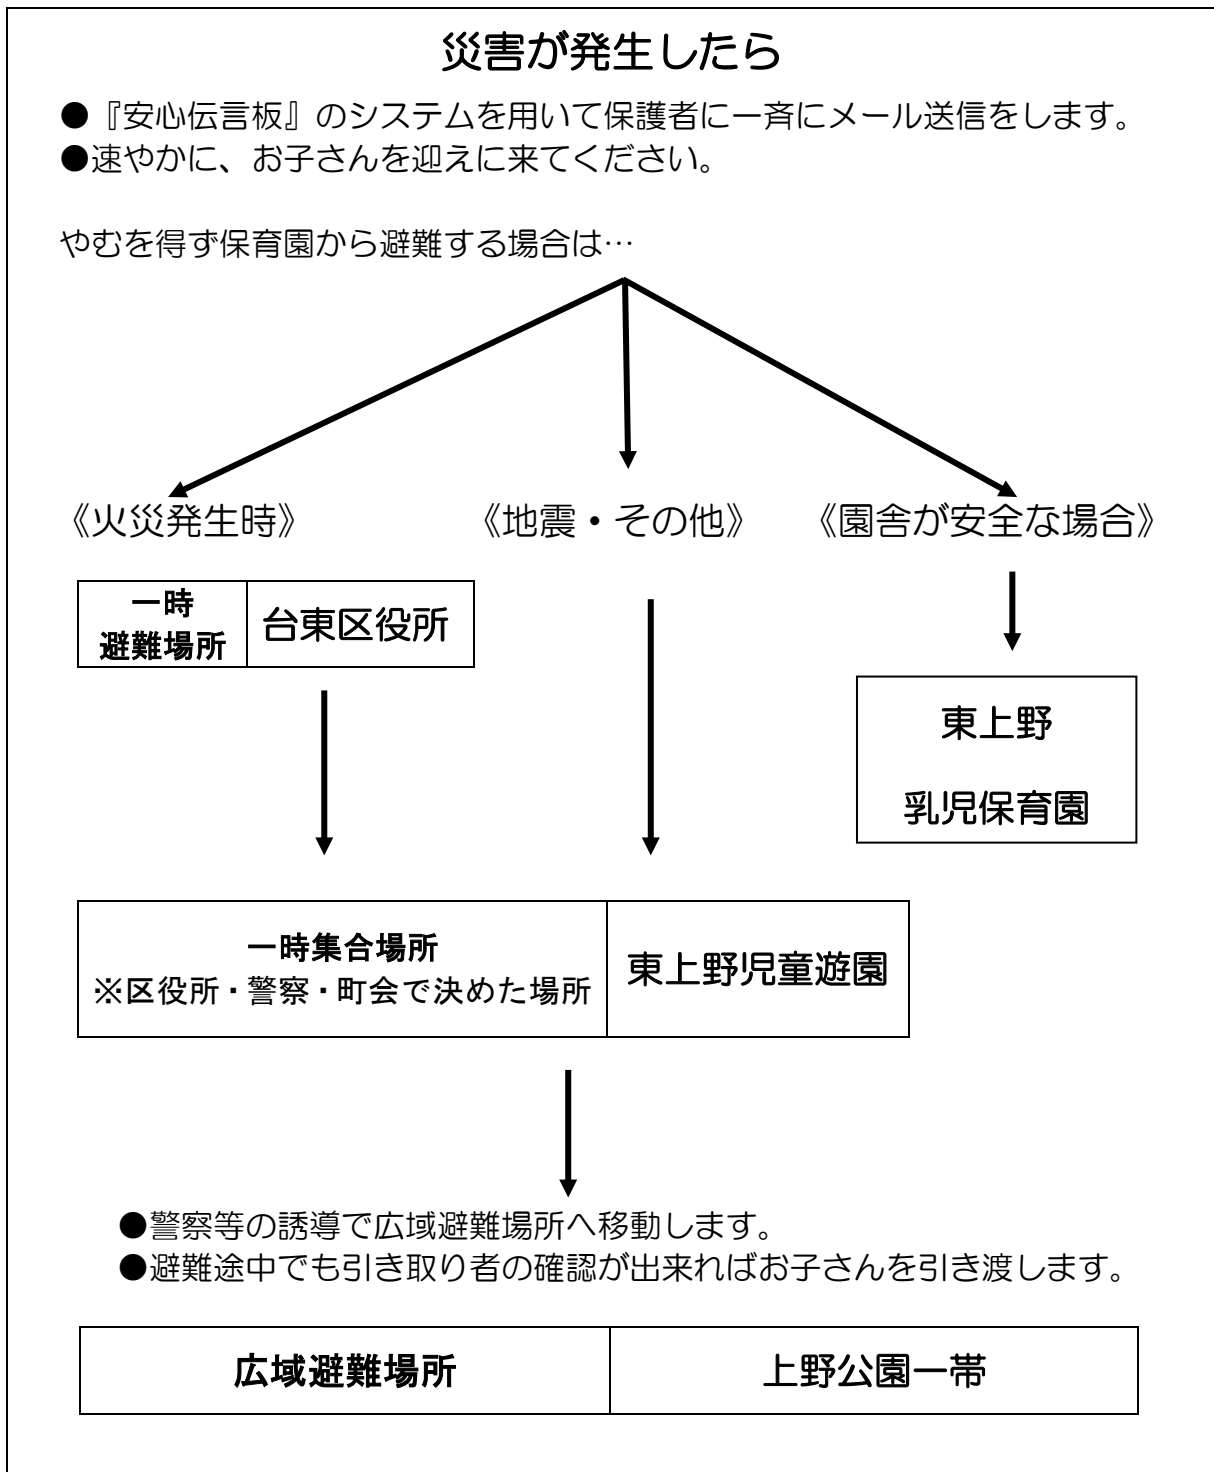 災害が発生したら
●『安心伝言板』のシステムを用いて保護者に一斉にメール送信をします。
●速やかに、お子さんを迎えに来てください。
やむを得ず保育園から避難する場合は…
《火災発生時》
《地震・その他》
《園舎が安全な場合》
一時
避難場所
台東区役所
東上野
乳児保育園
一時集合場所
※区役所・警察・町会で決めた場所
東上野児童遊園
●警察等の誘導で広域避難場所へ移動します。
●避難途中でも引き取り者の確認が出来ればお子さんを引き渡します。
広域避難場所
上野公園一帯